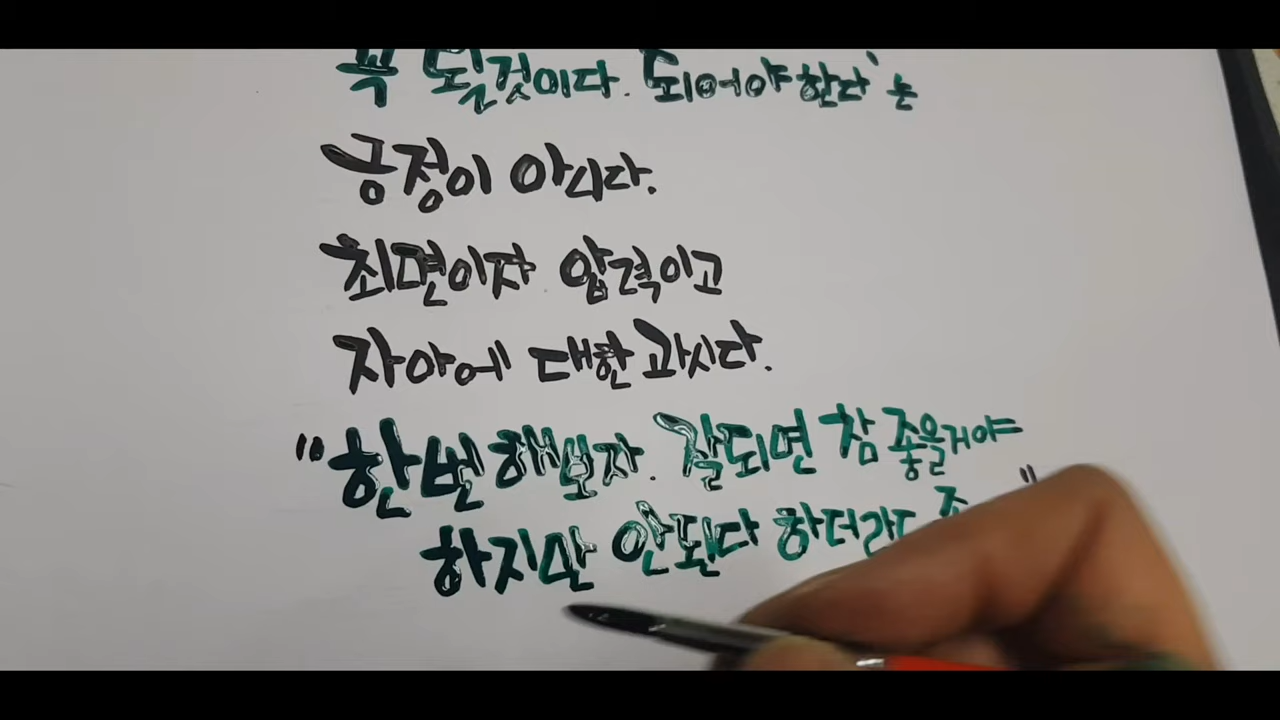 꼭 될것이다. 되어야 한다'는
긍정이 아니다.
최면이자 압력이고
자아에 대한 과시다.
"한번 해보자. 잘되면 참 좋을거야
하지만 안된다 하더라도 "